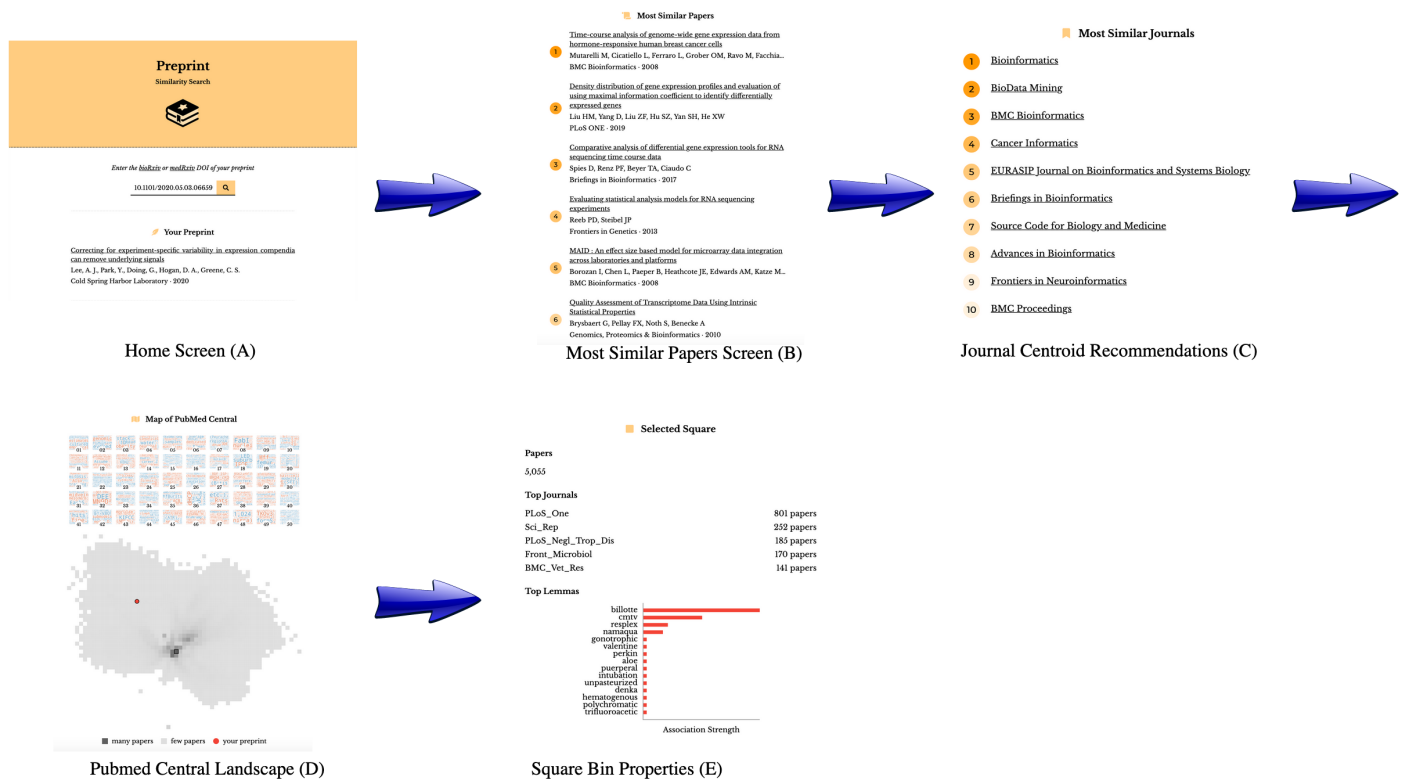 Preprint
Similarity Search
Enter the bioRxiv or medRxiv DOI of your preprint
10.1101/2020.05.03.06659
Your Preprint
Correcting for experiment-specific variability in expression compendia
can remove underlying signals
Lee, A. J., Park, Y., Doing, G., Hogan, D. A., Greene, C. S.
Cold Spring Harbor Laboratory · 2020
Home Screen (A)
Most Similar Papers
1
Time-course analysis of genome-wide gene expression data from
hormone-responsive human breast cancer cells
Mutarelli M, Cicatiello L, Ferraro L, Grober OM, Ravo M, Facchia...
BMC Bioinformatics · 2008
2
Density distribution of gene expression profiles and evaluation of
using maximal information coefficient to identify differentially
expressed genes
Liu HM, Yang D, Liu ZF, Hu SZ, Yan SH, He XW
PLoS ONE · 2019
3
Comparative analysis of differential gene expression tools for RNA
sequencing time course data
Spies D, Renz PF, Beyer TA, Ciaudo C
Briefings in Bioinformatics · 2017
4
Evaluating statistical analysis models for RNA sequencing
experiments
Reeb PD, Steibel JP
Frontiers in Genetics · 2013
5
MAID : An effect size based model for microarray data integration
across laboratories and platforms
Borozan I, Chen L, Paeper B, Heathcote JE, Edwards AM, Katze M...
BMC Bioinformatics · 2008
6
Quality Assessment of Transcriptome Data Using Intrinsic
Statistical Properties
Brysbaert G, Pellay FX, Noth S, Benecke A
Genomics, Proteomics & Bioinformatics · 2010
Most Similar Papers Screen (B)
Most Similar Journals
1 Bioinformatics
2 BioData Mining
3 BMC Bioinformatics
4 Cancer Informatics
5 EURASIP Journal on Bioinformatics and Systems Biology
6 Briefings in Bioinformatics
7 Source Code for Biology and Medicine
8 Advances in Bioinformatics
9 Frontiers in Neuroinformatics
10 BMC Proceedings
Journal Centroid Recommendations (C)
Map of PubMed Central
01 02 03 04 05 06 07 08 09 10
11 12 13 14 15 16 17 18 19 20
21 22 23 24 25 26 27 28 29 30
31 32 33 34 35 36 37 38 39 40
41 42 43 44 45 46 47 48 49 50
many papers few papers your preprint
Pubmed Central Landscape (D)
Selected Square
Papers
5,055
Top Journals
PLoS_One 801 papers
Sci_Rep 252 papers
PLoS_Negl_Trop_Dis 185 papers
Front_Microbiol 170 papers
BMC_Vet_Res 141 papers
Top Lemmas
billotte
cmtv
resplex
namaqua
gonotrophic
valentine
perkin
aloe
puerperal
intubation
unpasteurized
denka
hematogenous
polychromatic
trifluoroacetic
Association Strength
Square Bin Properties (E)